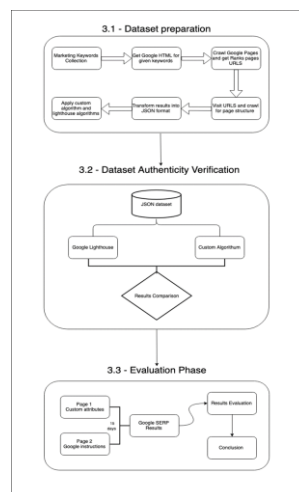 3.1 - Dataset preparation
Marketing Keywords
Collection
Get Google HTML for
given keywords
Crawl Google Pages
and get Ranks pages
URLS
Apply custom
algorithm and
lighthouse algorithms
Transform results into
JSON format
Visit URLS and crawl
for page structure
3.2 - Dataset Authenticity Verification
JSON dataset
Google Lighthouse
Custom Algorithum
Results Comparison
3.3 - Evaluation Phase
Page 1
Custom attributes
days
Page 2
Google instructions
Google SERP
Results
Results Evaluation
Conclusion